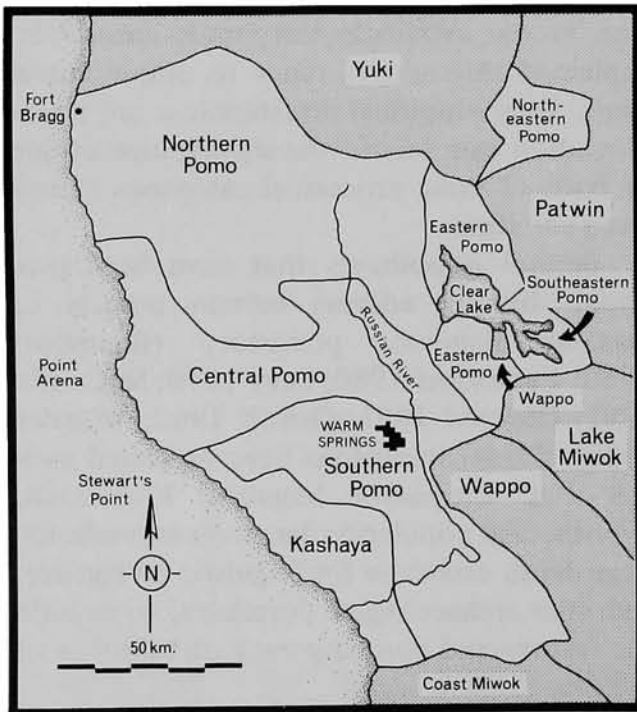 Yuki
Fort
Bragg
North-
eastern
Pomo
Northern
Pomo
Patwin
Eastern
Pomo
Southeastern
Pomo
Clear
Lake
Russian River
Eastern
Pomo
Wappo
Point
Arena
Central Pomo
Lake
Miwok
WARM
SPRINGS
Southern
Pomo
Wappo
Stewart's
Point
Kashaya
N
50 km.
Coast Miwok